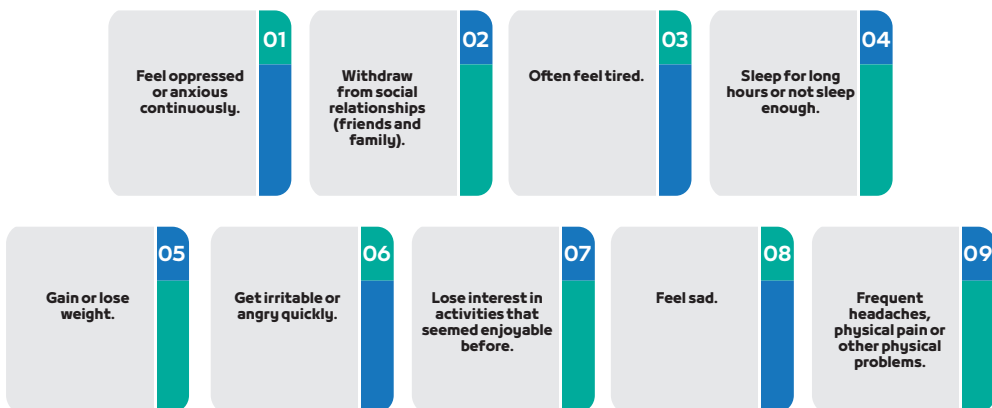 01
Feel oppressed
or anxious
continuously.
02
Withdraw
from social
relationships
(friends and
family).
03
Often feel tired.
04
Sleep for long
hours or not sleep
enough.
05
Gain or lose
weight.
06
Get irritable or
angry quickly.
07
Lose interest in
activities that
seemed enjoyable
before.
08
Feel sad.
09
Frequent
headaches,
physical pain or
other physical
problems.